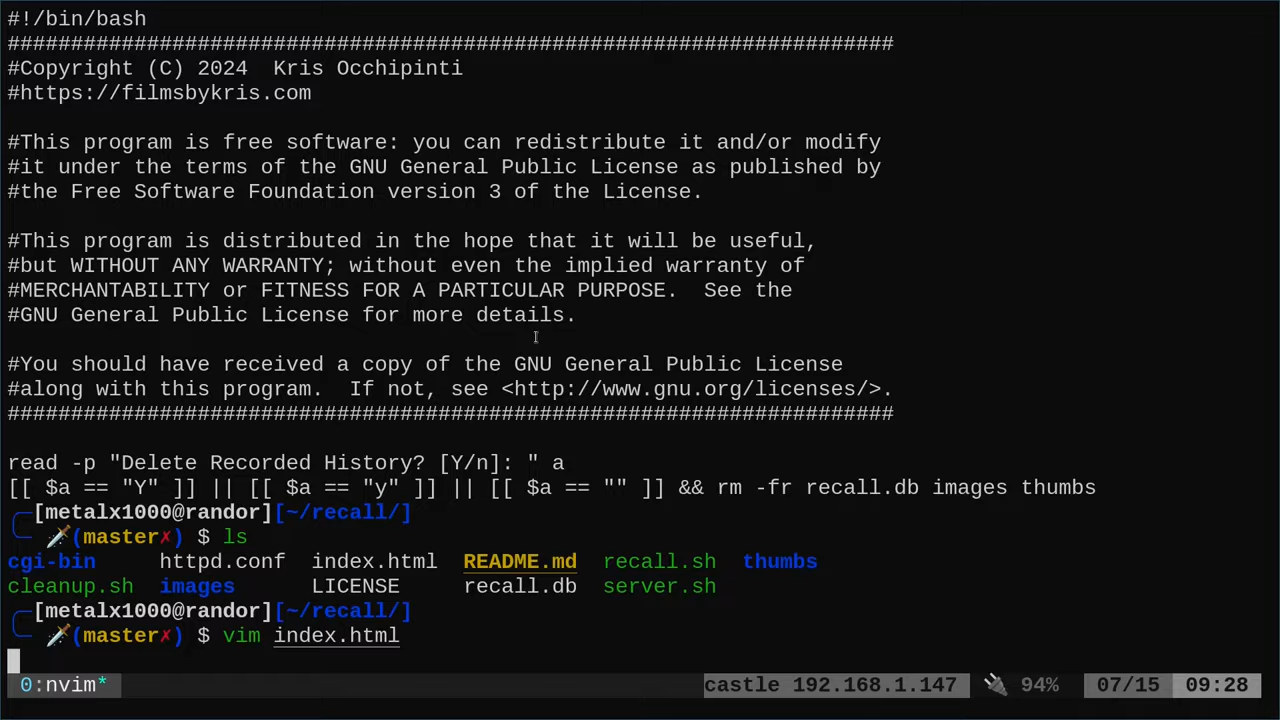 #!/bin/bash
######################################################################
#Copyright (C) 2024  Kris Occhipinti
#https://filmsbykris.com

#This program is free software: you can redistribute it and/or modify
#it under the terms of the GNU General Public License as published by
#the Free Software Foundation version 3 of the License.

#This program is distributed in the hope that it will be useful,
#but WITHOUT ANY WARRANTY; without even the implied warranty of
#MERCHANTABILITY or FITNESS FOR A PARTICULAR PURPOSE.  See the
#GNU General Public License for more details.

#You should have received a copy of the GNU General Public License
#along with this program.  If not, see <http://www.gnu.org/licenses/>.
######################################################################

read -p "Delete Recorded History? [Y/n]: " a
[[ $a == "Y" ]] || [[ $a == "y" ]] || [[ $a == "" ]] && rm -fr recall.db images thumbs
[metalx1000@randor][~/recall/]
(master✗) $ ls
cgi-bin     httpd.conf  index.html  README.md  recall.sh  thumbs
cleanup.sh  images      LICENSE     recall.db  server.sh
[metalx1000@randor][~/recall/]
(master✗) $ vim index.html
0:nvim* castle 192.168.1.147 94% 07/15 09:28